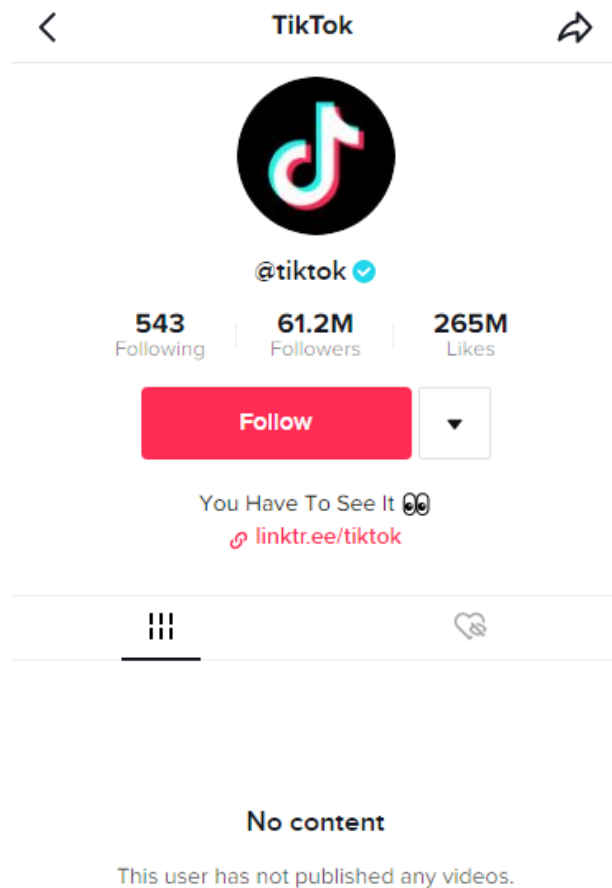 TikTok
@tiktok
543 61.2M 265M
Following Followers Likes
Follow
You Have To See It 👀
linktr.ee/tiktok
No content
This user has not published any videos.